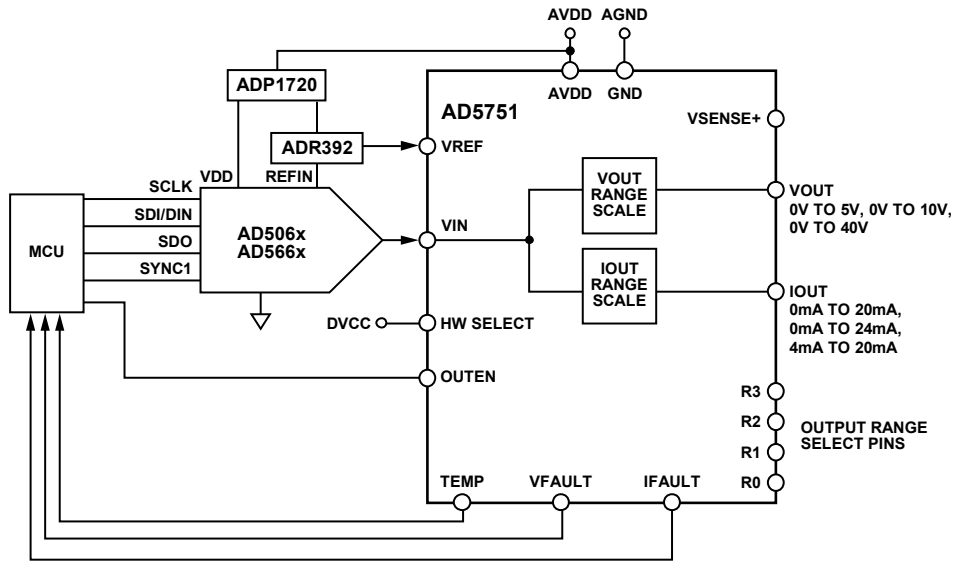 AVDD AGND
ADP1720
AVDD GND
AD5751
VSENSE+
ADR392
VREF
VDD REFIN
SCLK
SDI/DIN
SDO
SYNC1
MCU
AD506x
AD566x
VIN
VOUT
RANGE
SCALE
VOUT
0V TO 5V, 0V TO 10V,
0V TO 40V
IOUT
RANGE
SCALE
IOUT
0mA TO 20mA,
0mA TO 24mA,
4mA TO 20mA
DVCC
HW SELECT
OUTEN
R3
R2
R1
R0
OUTPUT RANGE
SELECT PINS
TEMP VFAULT IFAULT